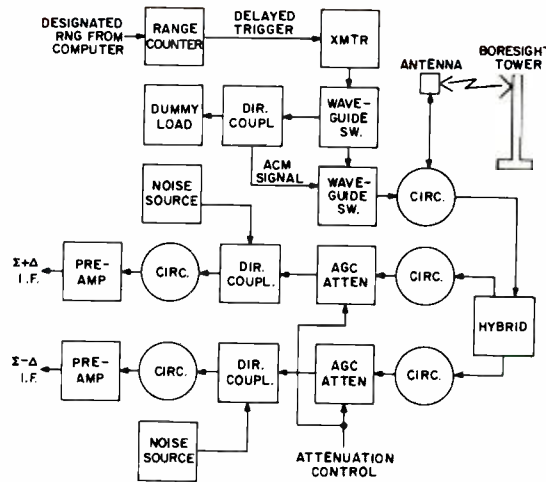 DESIGNATED
RNG FROM
COMPUTER
RANGE
COUNTER
DELAYED
TRIGGER
XMTR
ANTENNA
BORESIGHT
TOWER
DUMMY
LOAD
DIR.
COUPL
WAVE-
GUIDE
SW.
ACM
SIGNAL
WAVE-
GUIDE
SW.
CIRC.
NOISE
SOURCE
Σ+Δ
I.F.
PRE-
AMP
CIRC.
DIR.
COUPL.
AGC
ATTEN
CIRC.
HYBRID
Σ−Δ
I.F.
PRE-
AMP
CIRC.
DIR.
COUPL.
AGC
ATTEN
CIRC.
NOISE
SOURCE
ATTENUATION
CONTROL